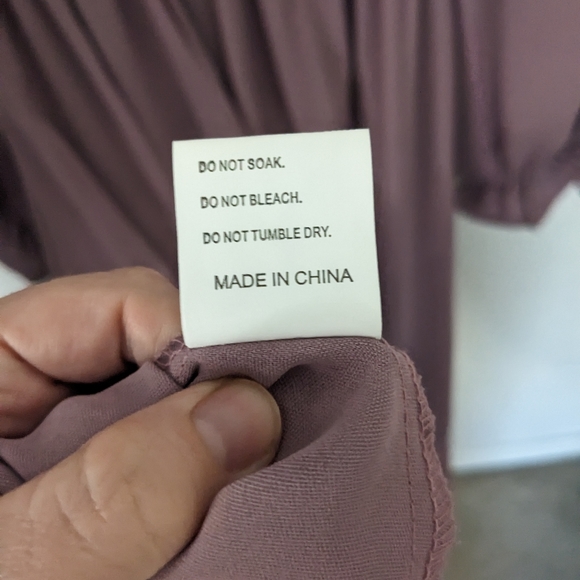 DO NOT SOAK.
DO NOT BLEACH.
DO NOT TUMBLE DRY.
MADE IN CHINA